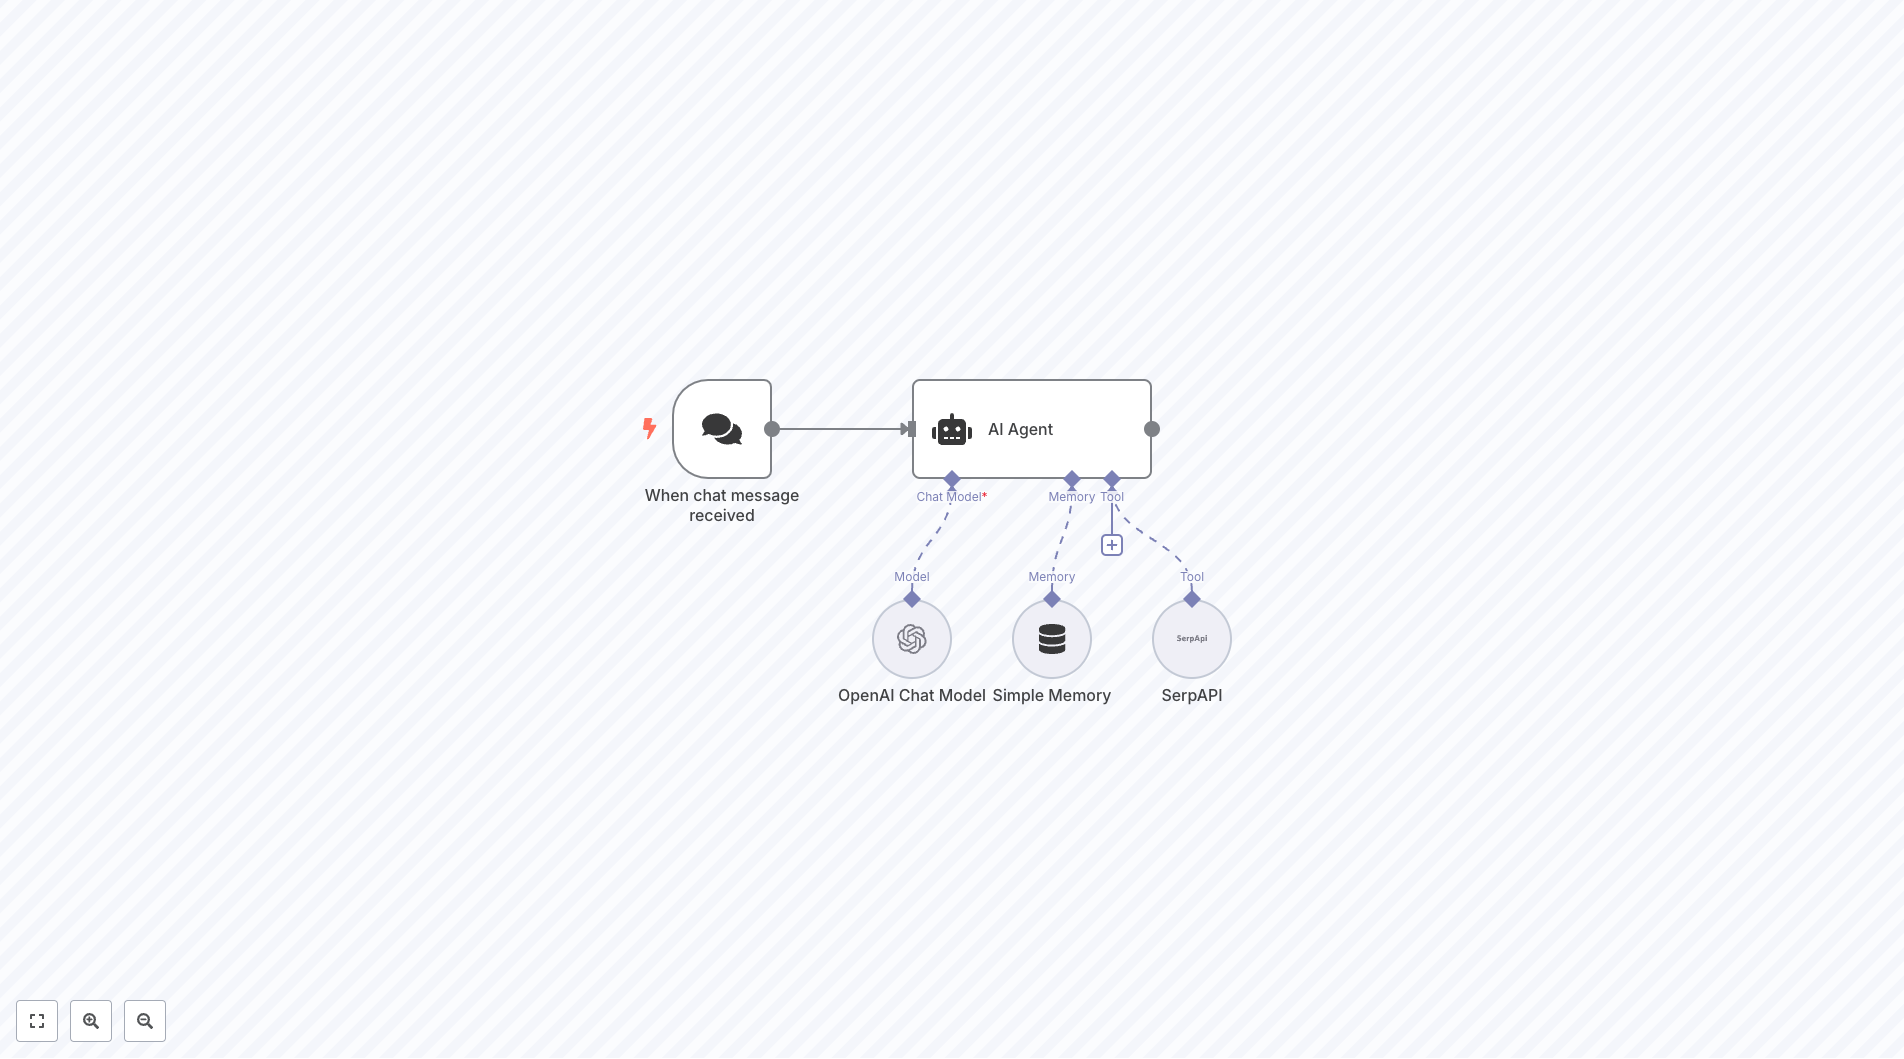 AI Agent
When chat message
received
Chat Model*
Memory
Tool
Model
Memory
Tool
SerpApi
OpenAI Chat Model
Simple Memory
SerpAPI